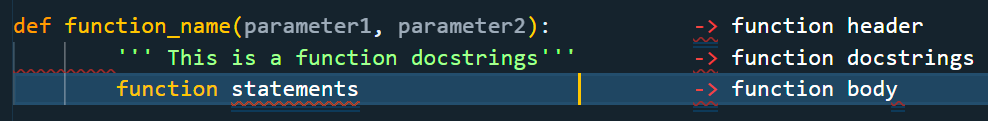 def function_name(parameter1, parameter2): -> function header
''' This is a function docstrings''' -> function docstrings
function statements -> function body